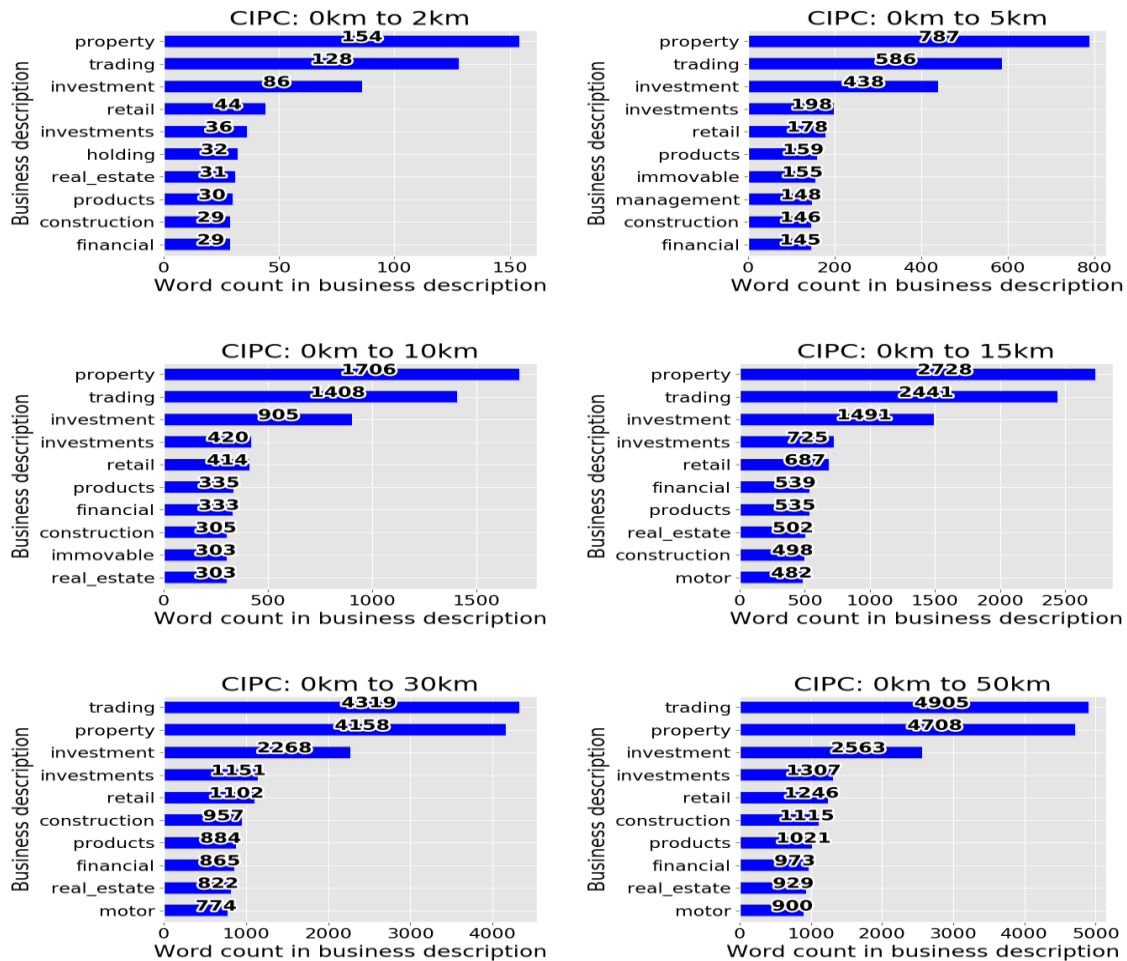 CIPC: 0km to 2km
Business description
property 154
trading 128
investment 86
retail 44
investments 36
holding 32
real_estate 31
products 30
construction 29
financial 29
0 50 100 150
Word count in business description
CIPC: 0km to 5km
Business description
property 787
trading 586
investment 438
investments 198
retail 178
products 159
immovable 155
management 148
construction 146
financial 145
0 200 400 600 800
Word count in business description
CIPC: 0km to 10km
Business description
property 1706
trading 1408
investment 905
investments 420
retail 414
products 335
financial 333
construction 305
immovable 303
real_estate 303
0 500 1000 1500
Word count in business description
CIPC: 0km to 15km
Business description
property 2728
trading 2441
investment 1491
investments 725
retail 687
financial 539
products 535
real_estate 502
construction 498
motor 482
0 500 1000 1500 2000 2500
Word count in business description
CIPC: 0km to 30km
Business description
trading 4319
property 4158
investment 2268
investments 1151
retail 1102
construction 957
products 884
financial 865
real_estate 822
motor 774
0 1000 2000 3000 4000
Word count in business description
CIPC: 0km to 50km
Business description
trading 4905
property 4708
investment 2563
investments 1307
retail 1246
construction 1115
products 1021
financial 973
real_estate 929
motor 900
0 1000 2000 3000 4000 5000
Word count in business description